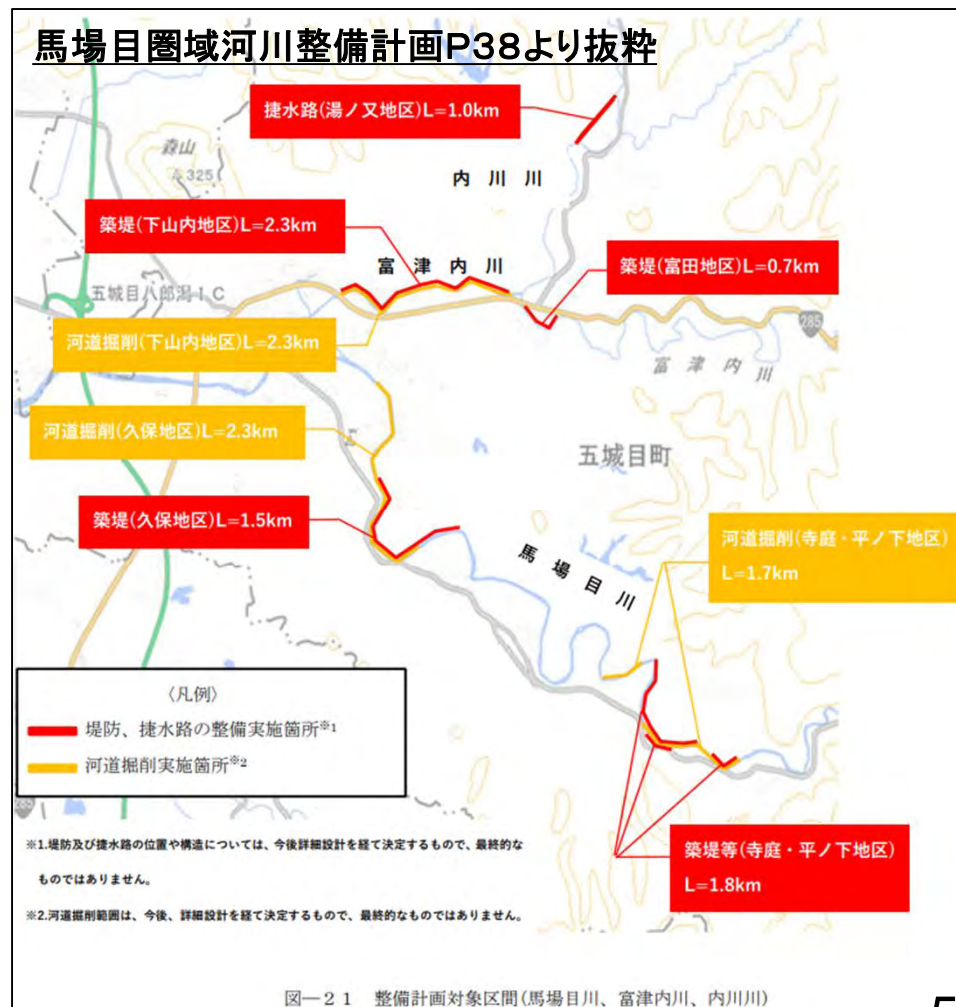 馬場目圏域河川整備計画P38より抜粋
捷水路(湯ノ又地区)L=1.0km
森山
325
内川川
築堤(下山内地区)L=2.3km
富津内川
築堤(富田地区)L=0.7km
五城目八郎潟IC
285
河道掘削(下山内地区)L=2.3km
富津内川
河道掘削(久保地区)L=2.3km
五城目町
築堤(久保地区)L=1.5km
河道掘削(寺庭・平ノ下地区)
L=1.7km
馬場目川
〈凡例〉
堤防、捷水路の整備実施箇所※1
河道掘削実施箇所※2
285
築堤等(寺庭・平ノ下地区)
L=1.8km
※1.堤防及び捷水路の位置や構造については、今後詳細設計を経て決定するもので、最終的な
ものではありません。
※2.河道掘削範囲は、今後、詳細設計を経て決定するもので、最終的なものではありません。
図―21 整備計画対象区間(馬場目川、富津内川、内川川)